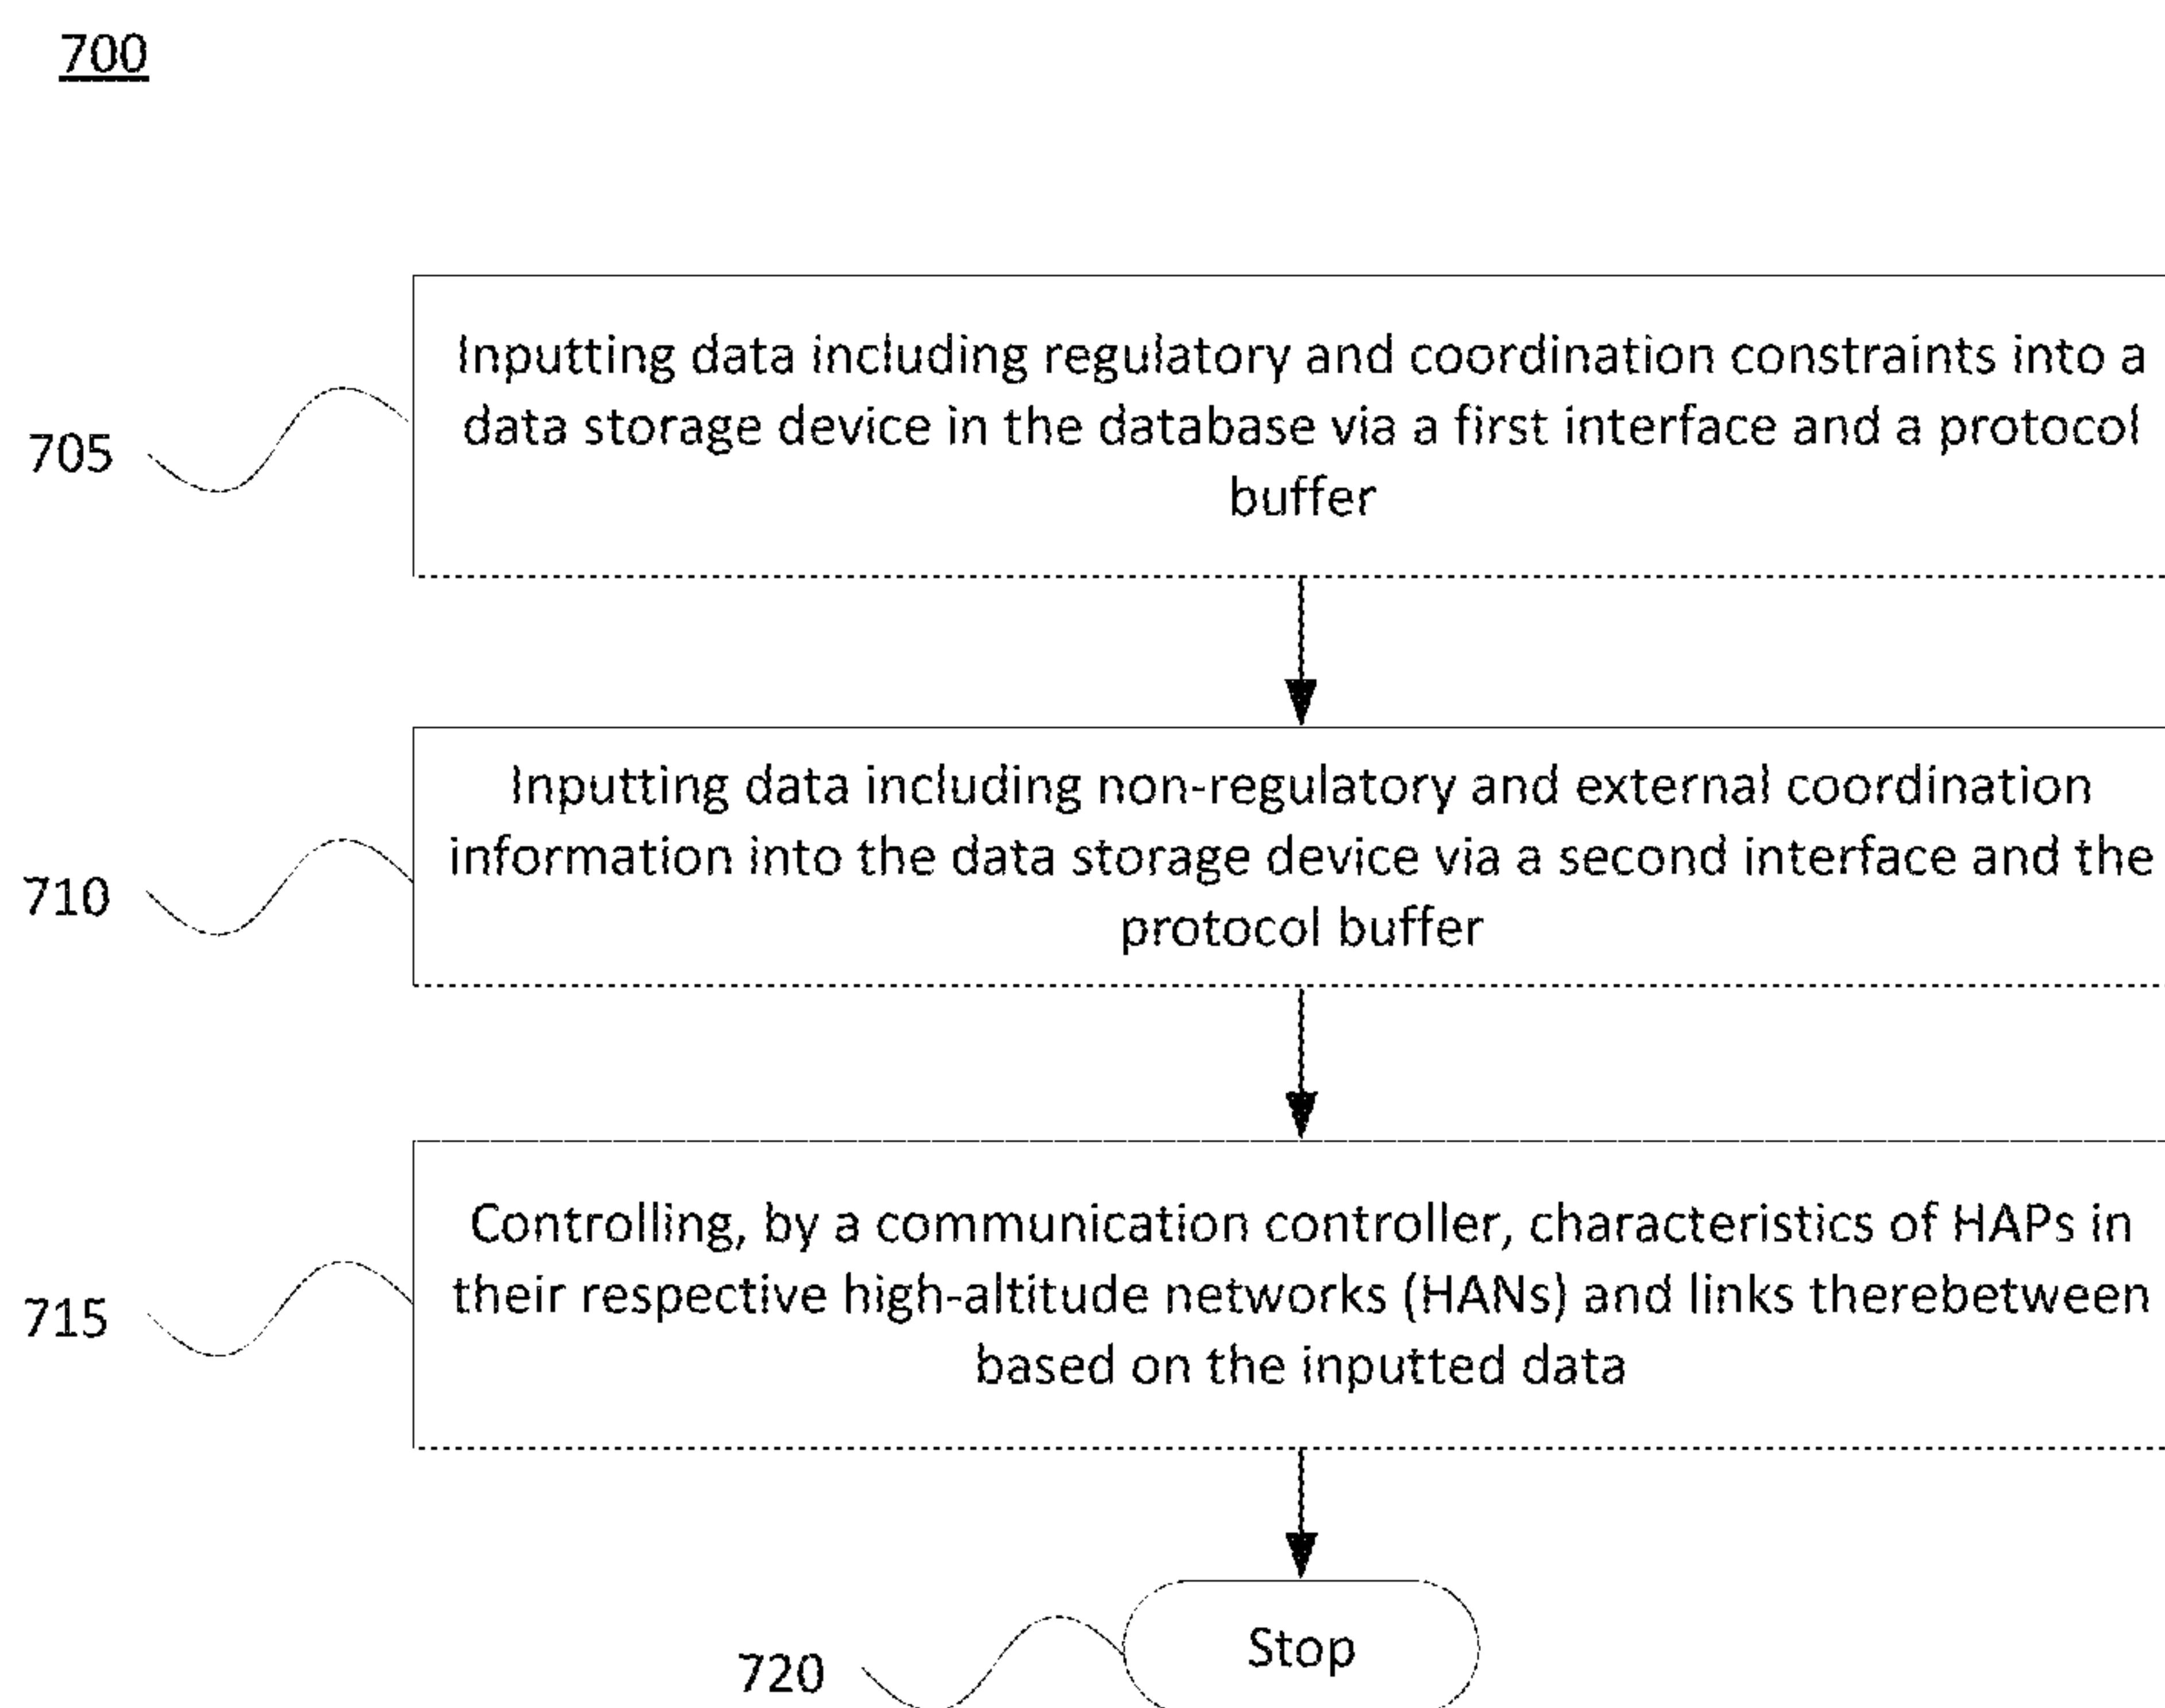 700
705
Inputting data including regulatory and coordination constraints into a
data storage device in the database via a first interface and a protocol
buffer
710
Inputting data including non-regulatory and external coordination
information into the data storage device via a second interface and the
protocol buffer
715
Controlling, by a communication controller, characteristics of HAPs in
their respective high-altitude networks (HANs) and links therebetween
based on the inputted data
720
Stop